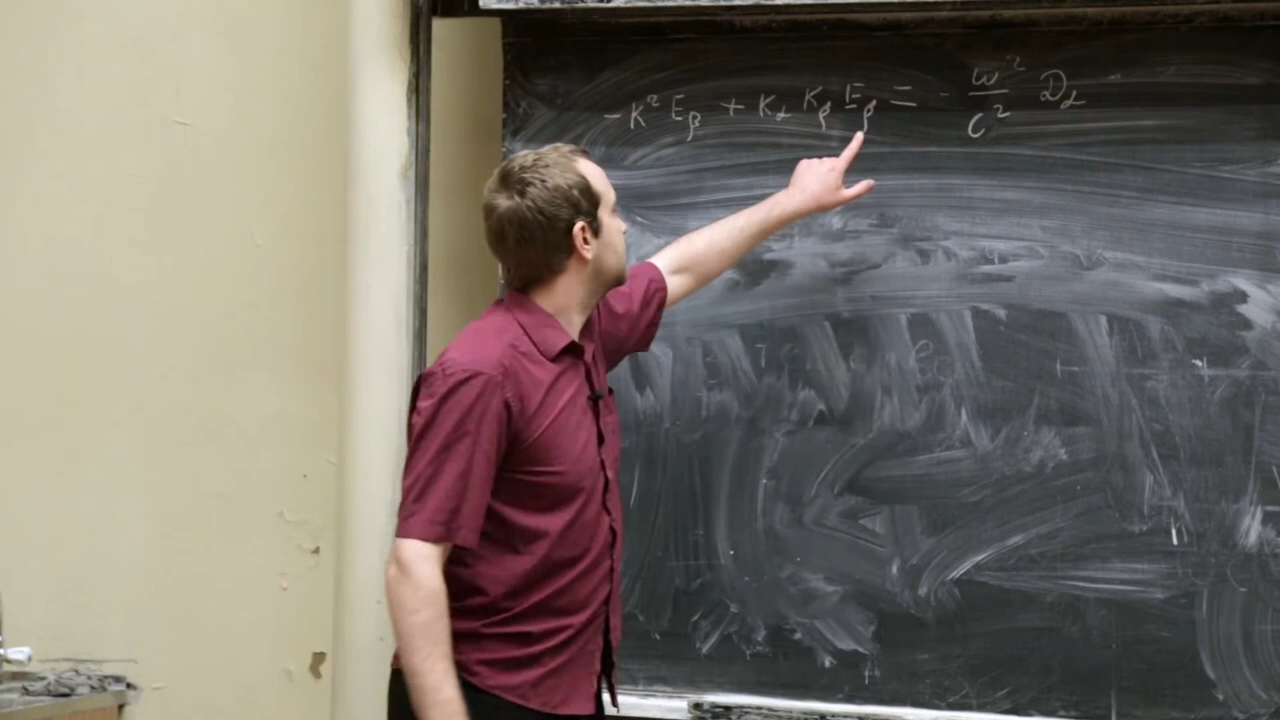 - K² E_β + K_α K_β E_β = - ω²/c² D_α